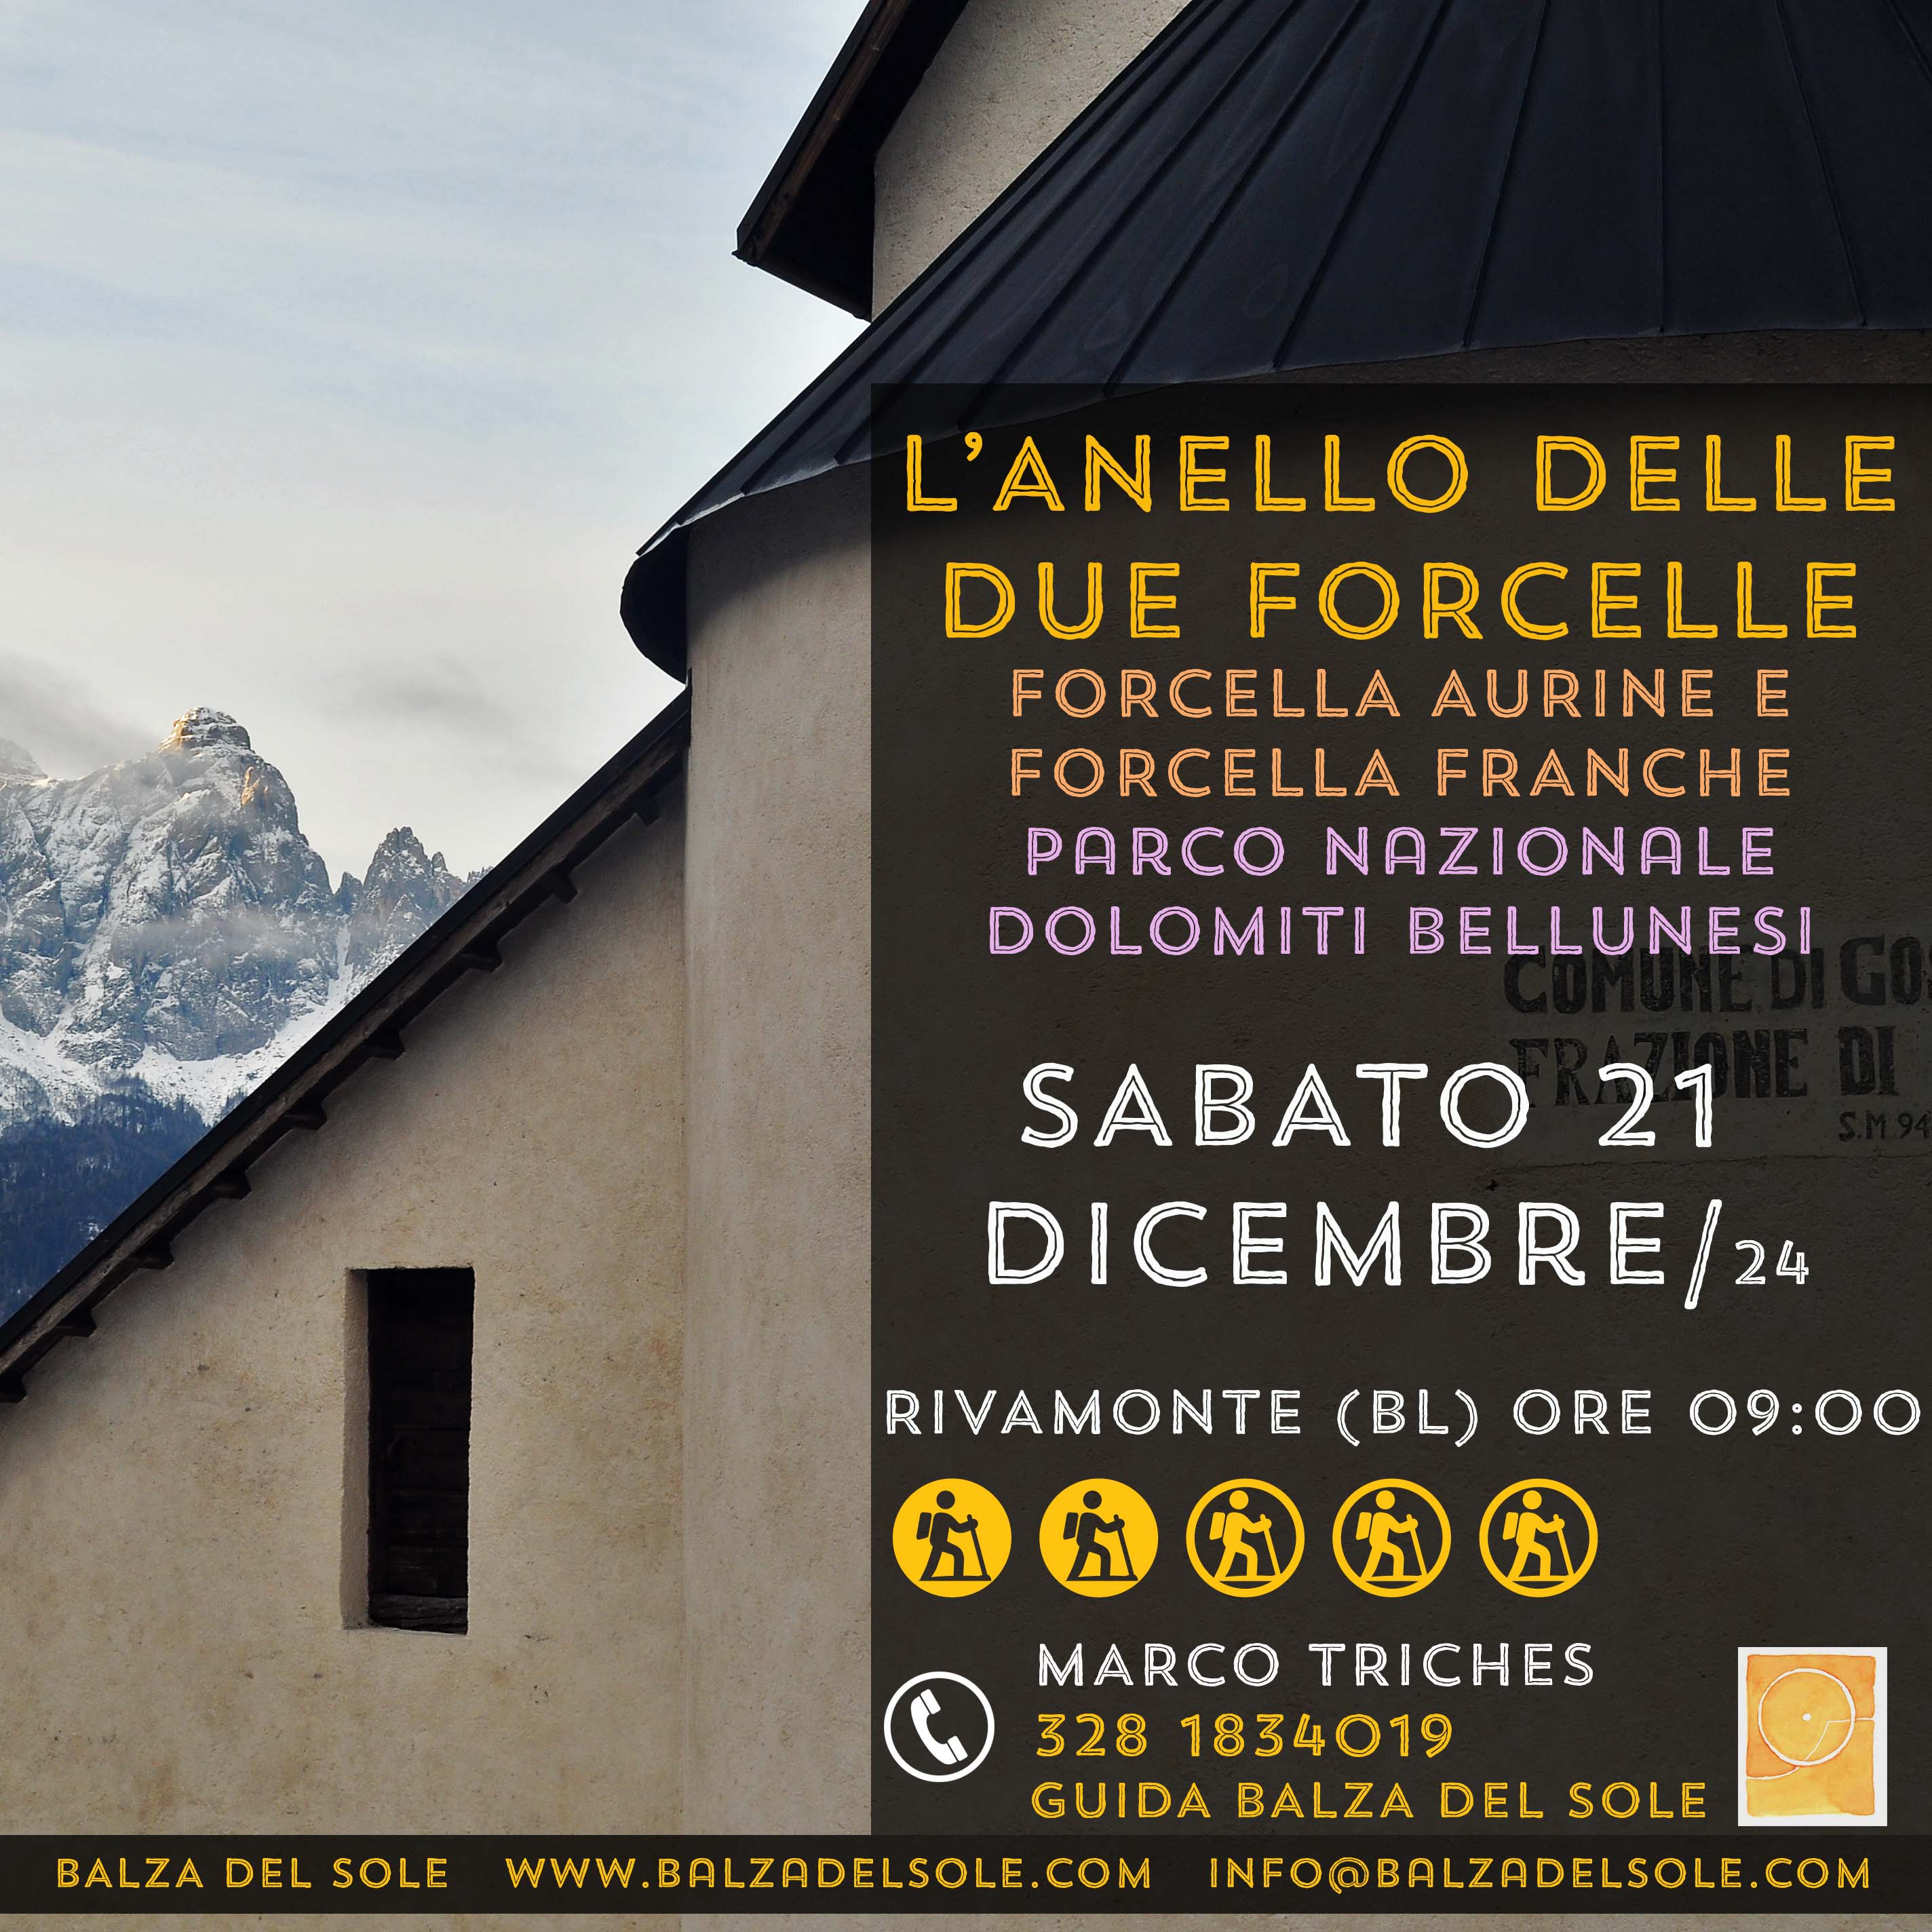 L'ANELLO DELLE
DUE FORCELLE
FORCELLA AURINE E
FORCELLA FRANCHE
PARCO NAZIONALE
DOLOMITI BELLUNESI
COMUNE DI
FRAZIONE DI
S.M 94
SABATO 21
DICEMBRE/24
RIVAMONTE (BL) ORE 09:00
MARCO TRICHES
328 1834019
GUIDA BALZA DEL SOLE
BALZA DEL SOLE WWW.BALZADELSOLE.COM INFO@BALZADELSOLE.COM